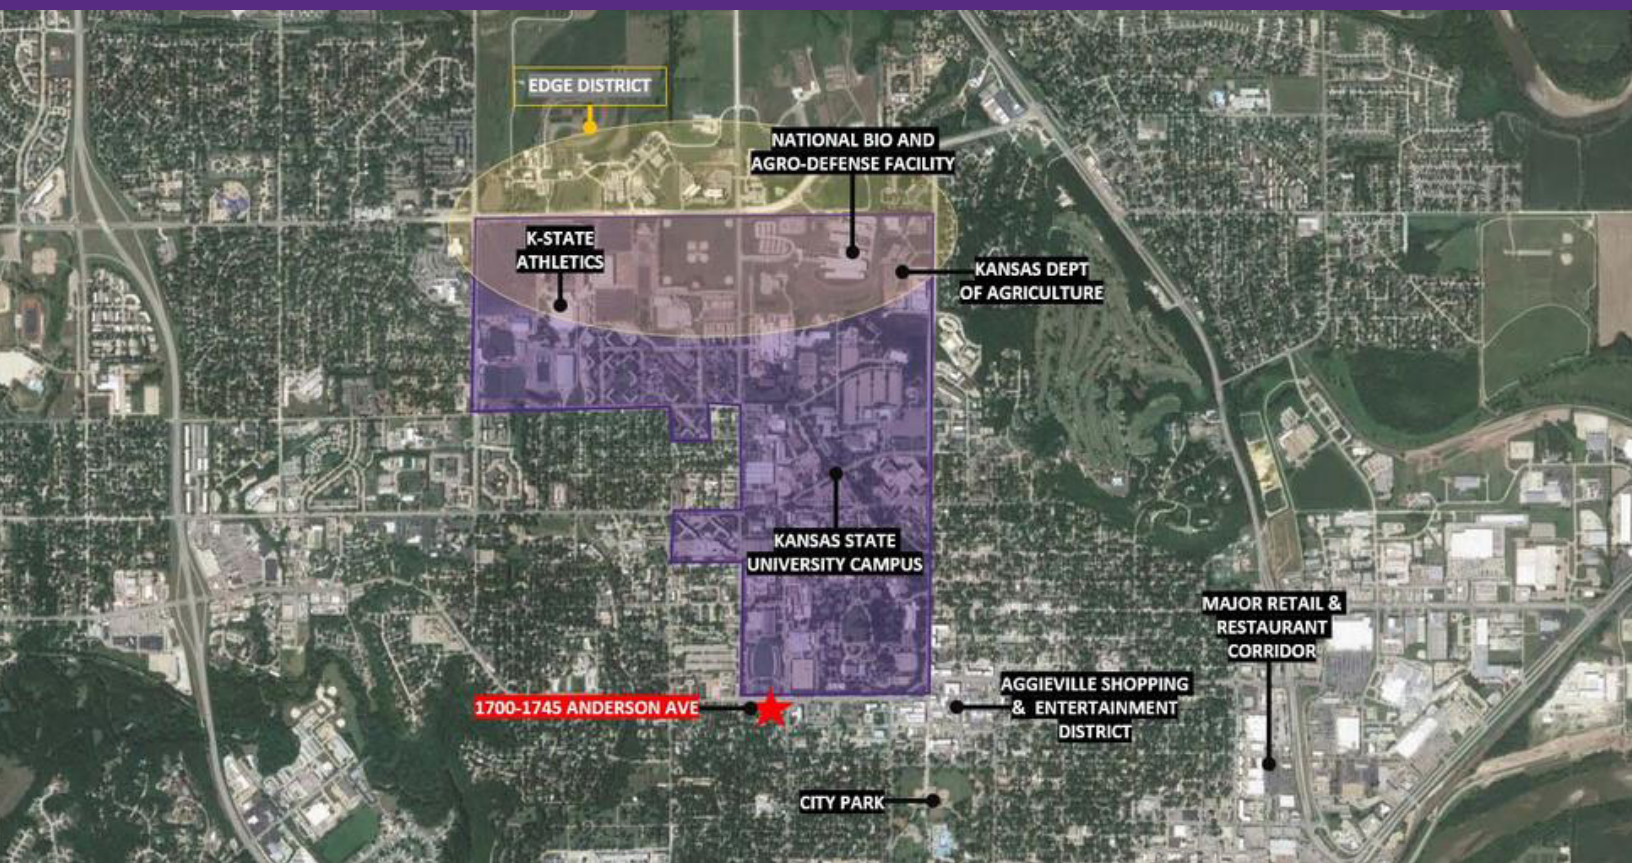 EDGE DISTRICT
NATIONAL BIO AND
AGRO-DEFENSE FACILITY
K-STATE
ATHLETICS
KANSAS DEPT
OF AGRICULTURE
KANSAS STATE
UNIVERSITY CAMPUS
MAJOR RETAIL &
RESTAURANT
CORRIDOR
1700-1745 ANDERSON AVE
AGGIEVILLE SHOPPING
& ENTERTAINMENT
DISTRICT
CITY PARK